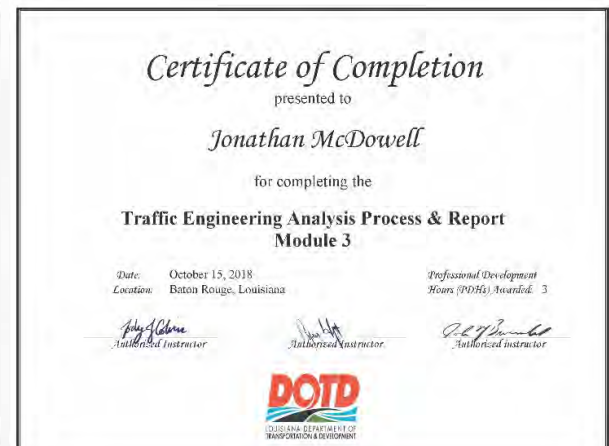 Certificate of Completion
presented to
Jonathan McDowell
for completing the
Traffic Engineering Analysis Process & Report
Module 3
Date: October 15, 2018
Location: Baton Rouge, Louisiana
Professional Development
Hours (PDHs) Awarded: 3
Authorized Instructor
Authorized Instructor
Authorized instructor
DOTD
LOUISIANA DEPARTMENT OF
TRANSPORTATION & DEVELOPMENT